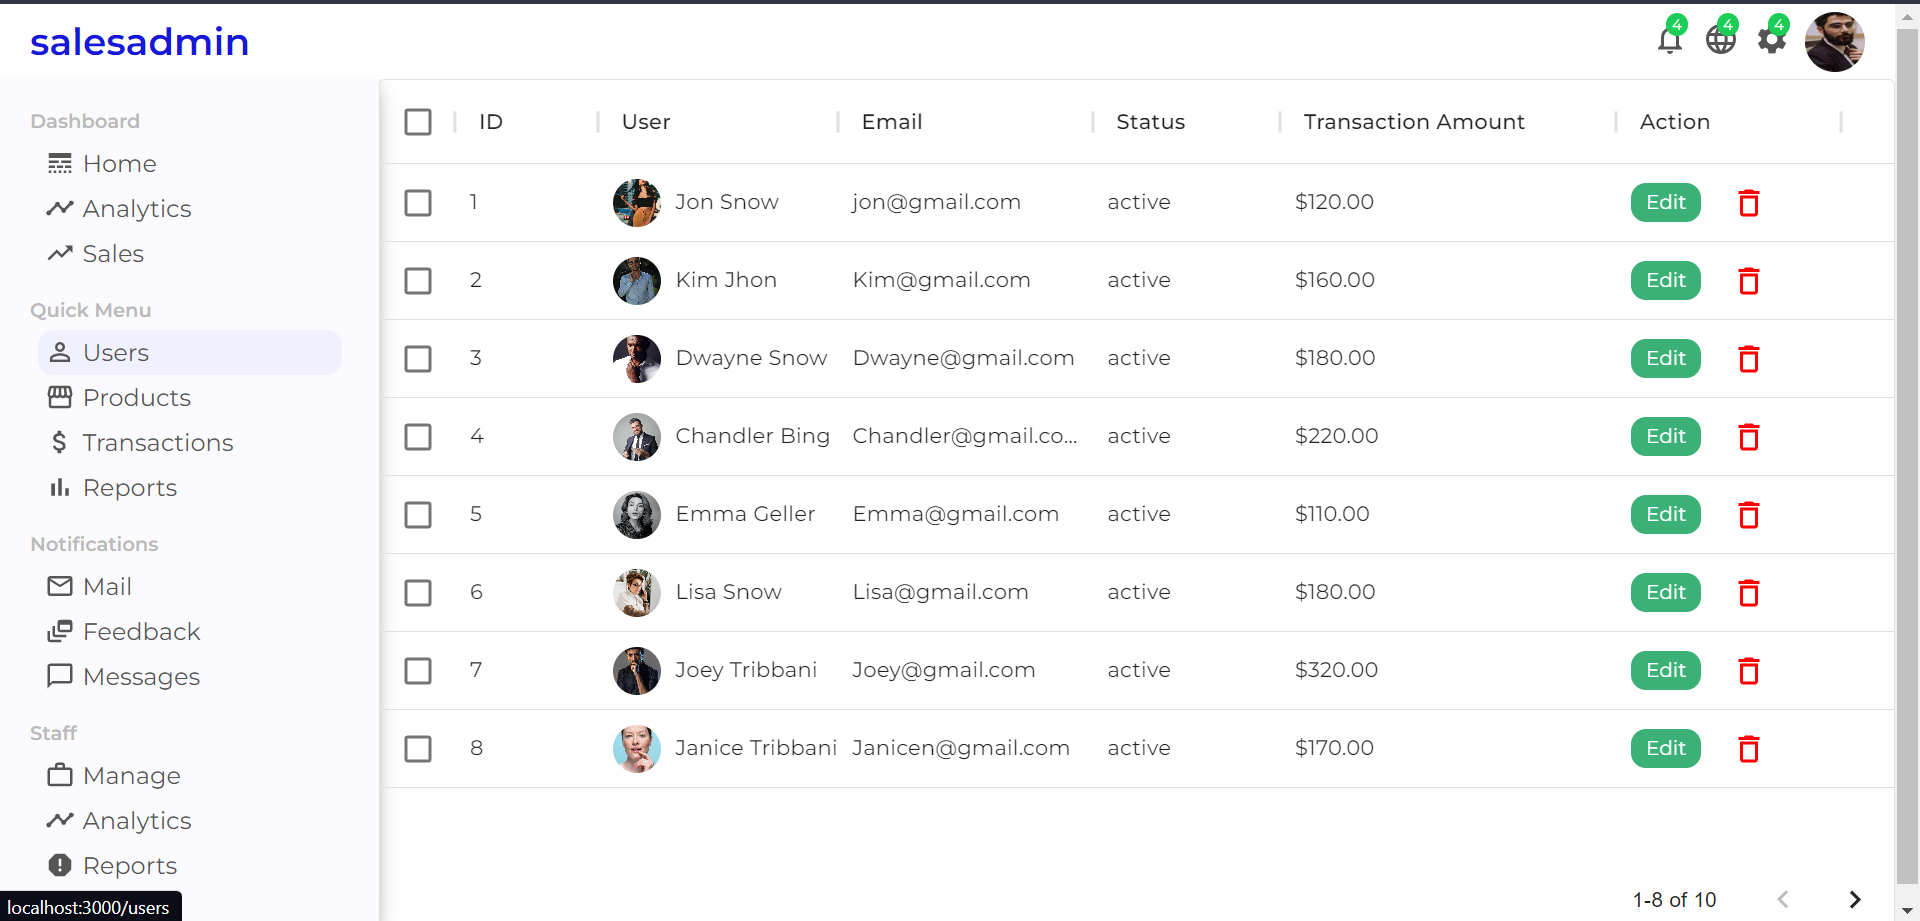 salesadmin
4 4 4
Dashboard
Home
Analytics
Sales
Quick Menu
Users
Products
Transactions
Reports
Notifications
Mail
Feedback
Messages
Staff
Manage
Analytics
Reports
localhost:3000/users
ID User Email Status Transaction Amount Action
1 Jon Snow jon@gmail.com active $120.00 Edit
2 Kim Jhon Kim@gmail.com active $160.00 Edit
3 Dwayne Snow Dwayne@gmail.com active $180.00 Edit
4 Chandler Bing Chandler@gmail.co... active $220.00 Edit
5 Emma Geller Emma@gmail.com active $110.00 Edit
6 Lisa Snow Lisa@gmail.com active $180.00 Edit
7 Joey Tribbani Joey@gmail.com active $320.00 Edit
8 Janice Tribbani Janicen@gmail.com active $170.00 Edit
1-8 of 10